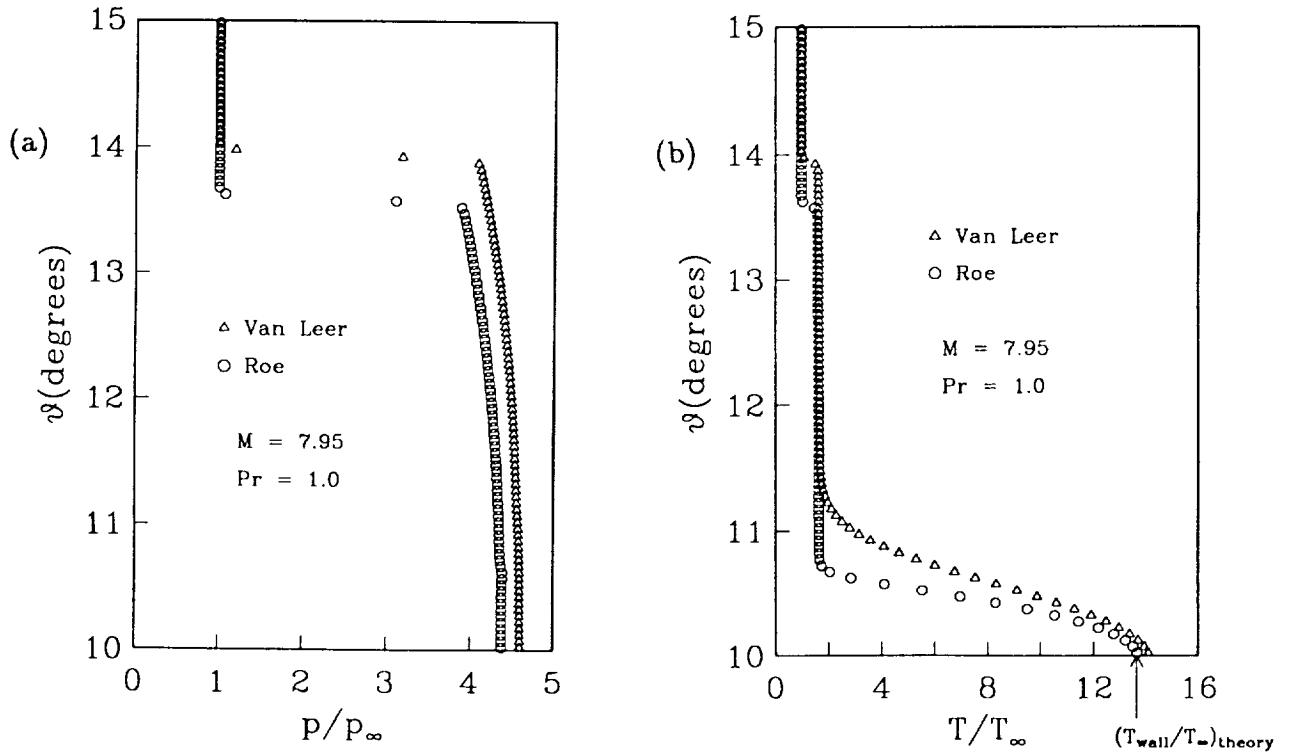 (a)
ϑ(degrees)
15
14
13
12
11
10
△ Van Leer
○ Roe
M = 7.95
Pr = 1.0
0 1 2 3 4 5
p/p∞
(b)
ϑ(degrees)
15
14
13
12
11
10
△ Van Leer
○ Roe
M = 7.95
Pr = 1.0
0 4 8 12 16
T/T∞
(Twall/T∞)theory